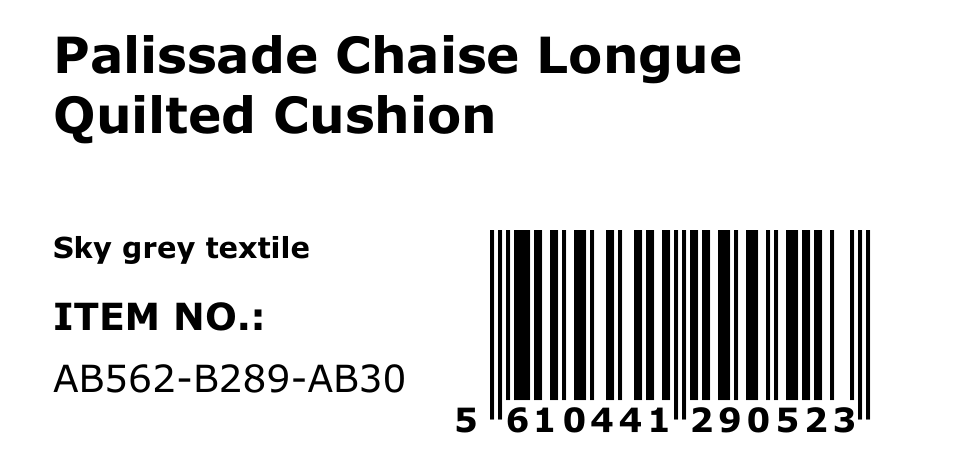 Palissade Chaise Longue
Quilted Cushion
Sky grey textile
ITEM NO.:
AB562-B289-AB30
5 610441 290523